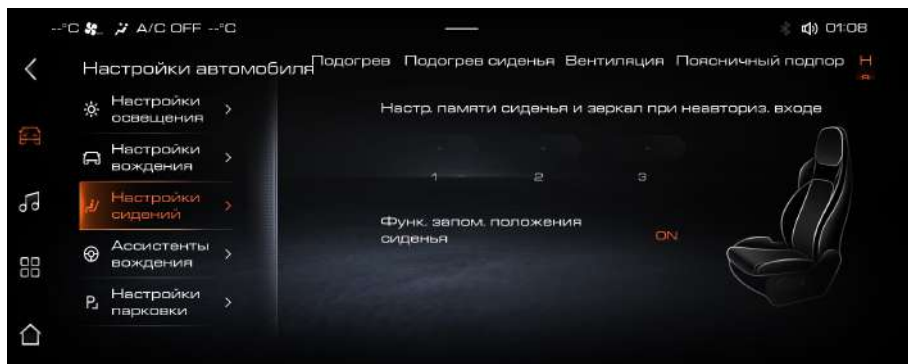 --°C A/C OFF --°C
01:08
Настройки автомобиля
Подогрев Подогрев сиденья Вентиляция Поясничный подпор Н
Настройки
освещения
Настройки
вождения
Настройки
сидений
Ассистенты
вождения
Настройки
парковки
Настр. памяти сиденья и зеркал при неавториз. входе
1 2 3
Функ. запом. положения
сиденья
ON